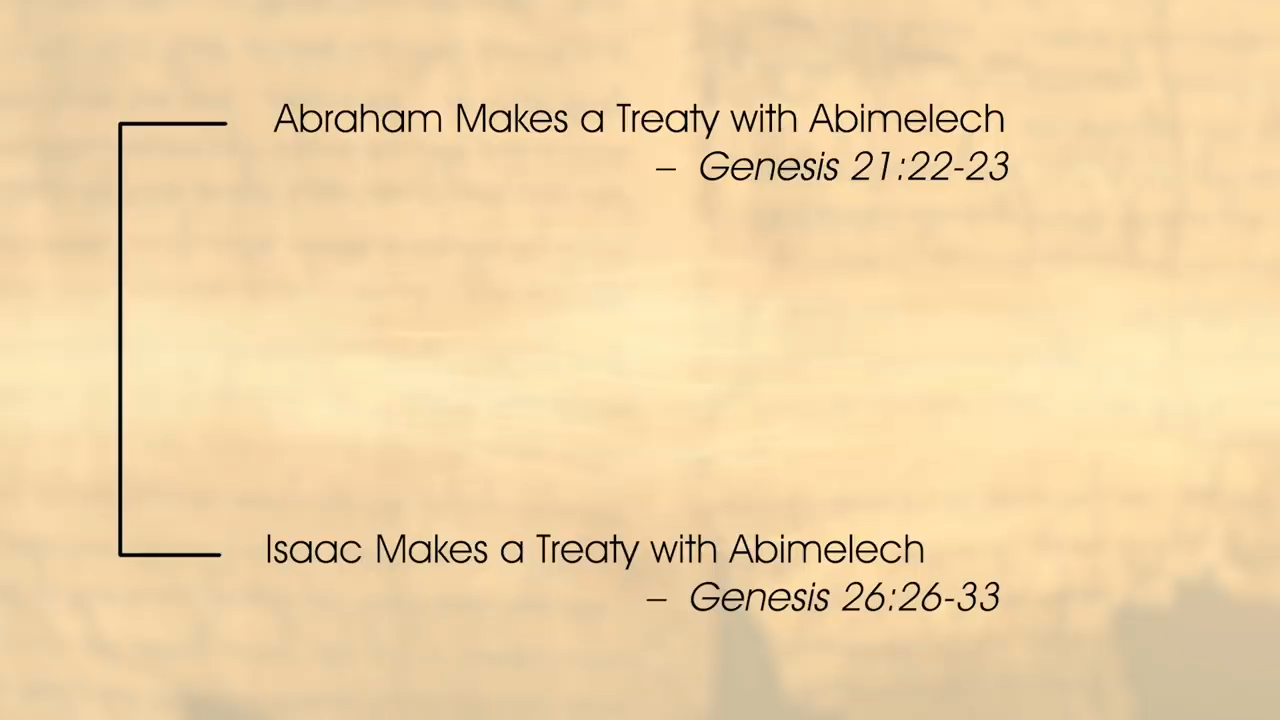 Abraham Makes a Treaty with Abimelech
– Genesis 21:22-23
Isaac Makes a Treaty with Abimelech
– Genesis 26:26-33